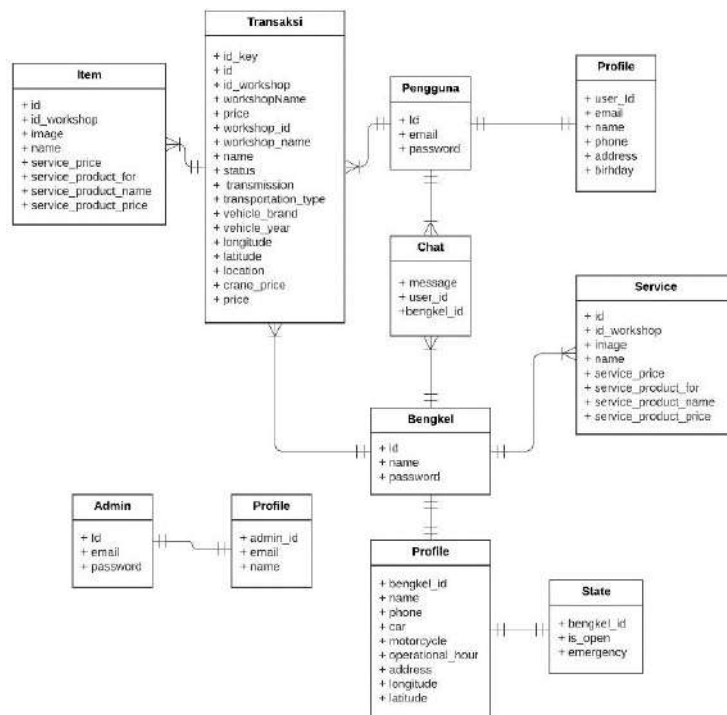 Transaksi
+ id_key
+ id
+ id_workshop
+ workshopName
+ price
+ workshop_id
+ workshop_name
+ name
+ status
+ transmission
+ transportation_type
+ vehicle_brand
+ vehicle_year
+ longitude
+ latitude
+ location
+ crane_price
+ price
Item
+ id
+ id_workshop
+ image
+ name
+ service_price
+ service_product_for
+ service_product_name
+ service_product_price
Pengguna
+ Id
+ email
+ password
Profile
+ user_Id
+ email
+ name
+ phone
+ address
+ birhday
Chat
+ message
+ user_id
+bengkel_id
Service
+ id
+ id_workshop
+ image
+ name
+ service_price
+ service_product_for
+ service_product_name
+ service_product_price
Bengkel
+ id
+ name
+ password
Admin
+ Id
+ email
+ password
Profile
+ admin_id
+ email
+ name
Profile
+ bengkel_id
+ name
+ phone
+ car
+ motorcycle
+ operational_hour
+ address
+ longitude
+ latitude
State
+ bengkel_id
+ is_open
+ emergency